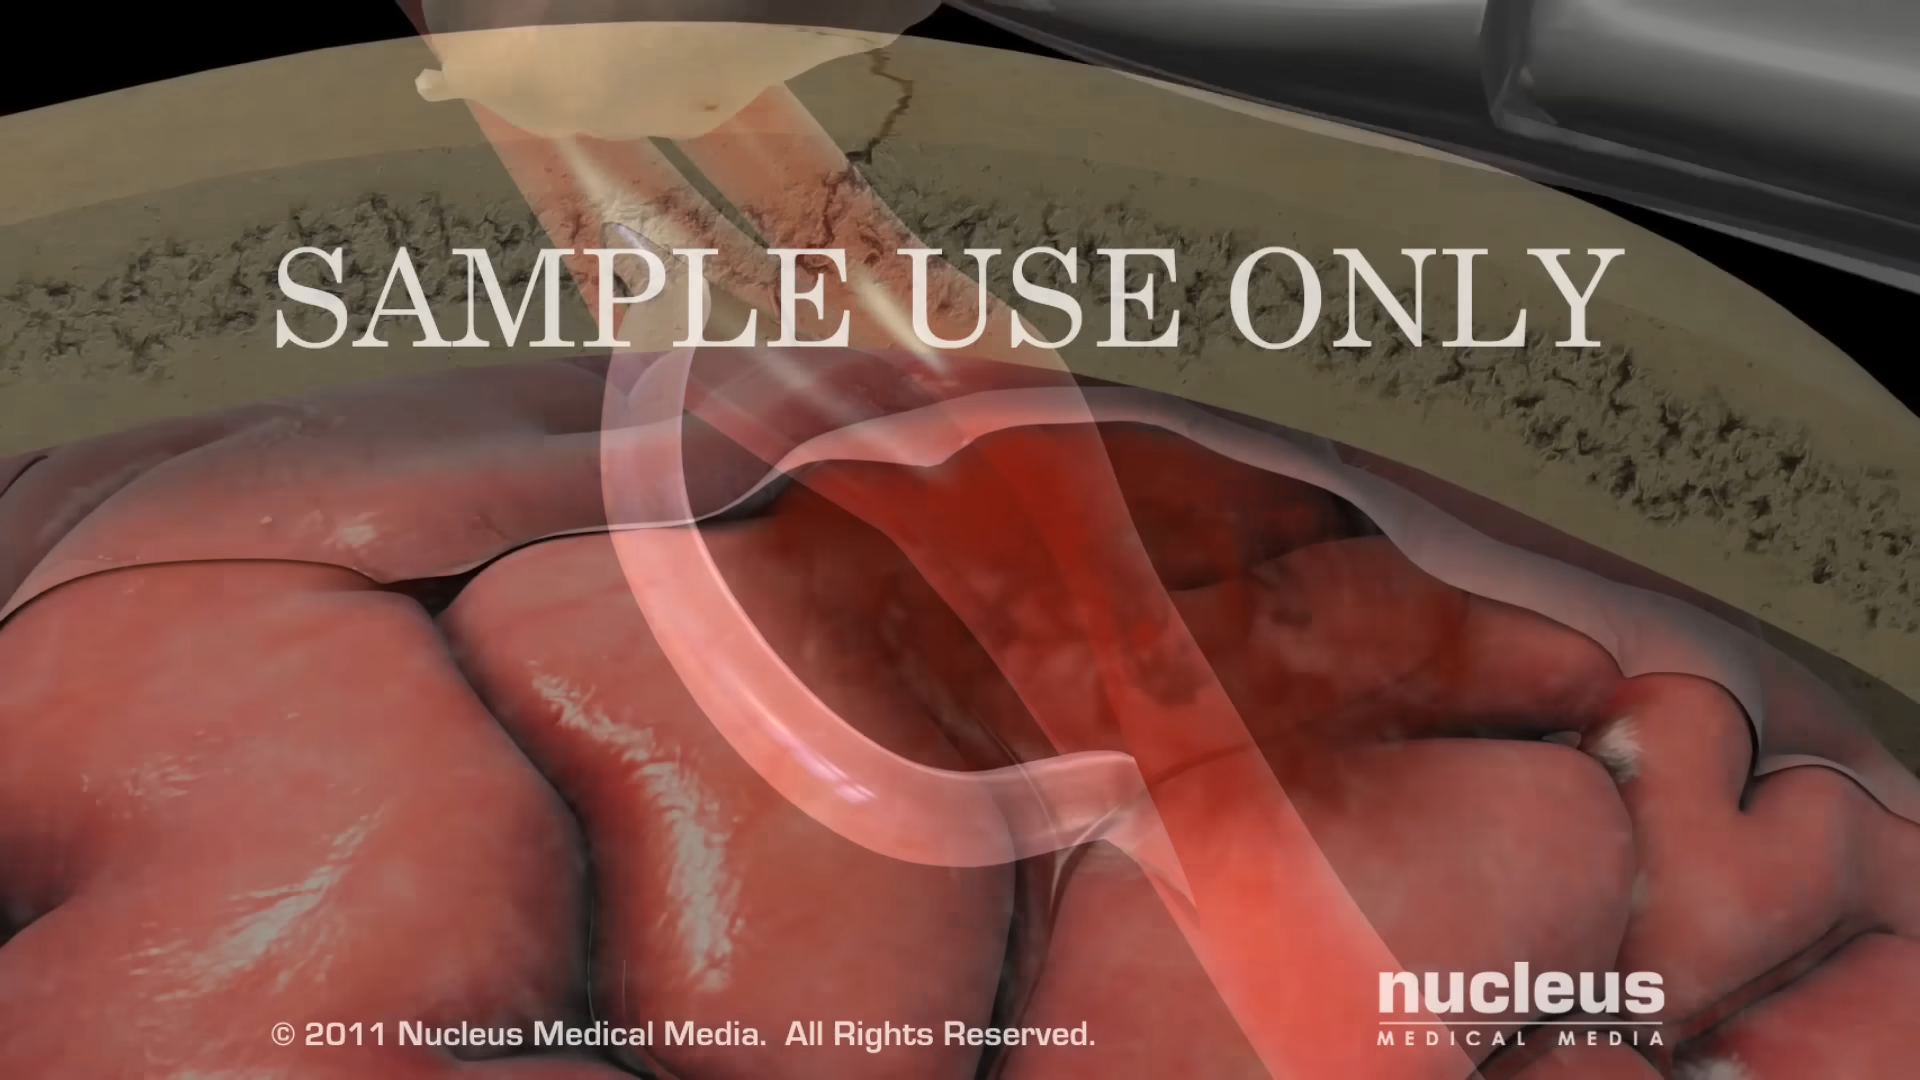 SAMPLE USE ONLY
nucleus
MEDICAL MEDIA
© 2011 Nucleus Medical Media. All Rights Reserved.